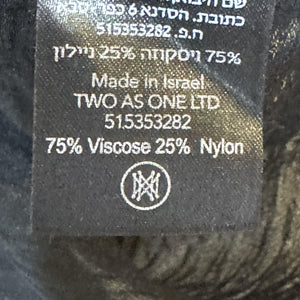 כתובת. הסדנא 6 כפר סבא
ח.פ. 515353282
75% ויסקוזה 25% ניילון
Made in Israel
TWO AS ONE LTD
515353282
75% Viscose 25% Nylon